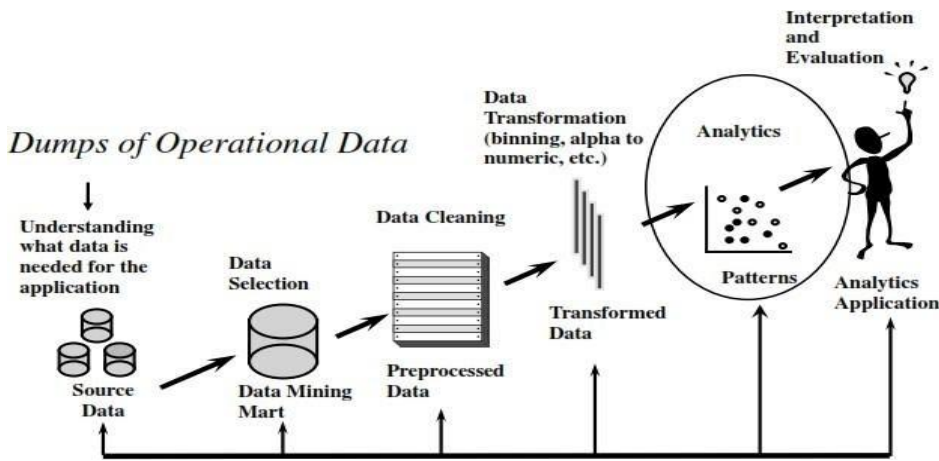 Dumps of Operational Data
Understanding
what data is
needed for the
application
Source
Data
Data
Selection
Data Mining
Mart
Data Cleaning
Preprocessed
Data
Data
Transformation
(binning, alpha to
numeric, etc.)
Transformed
Data
Analytics
Patterns
Interpretation
and
Evaluation
Analytics
Application